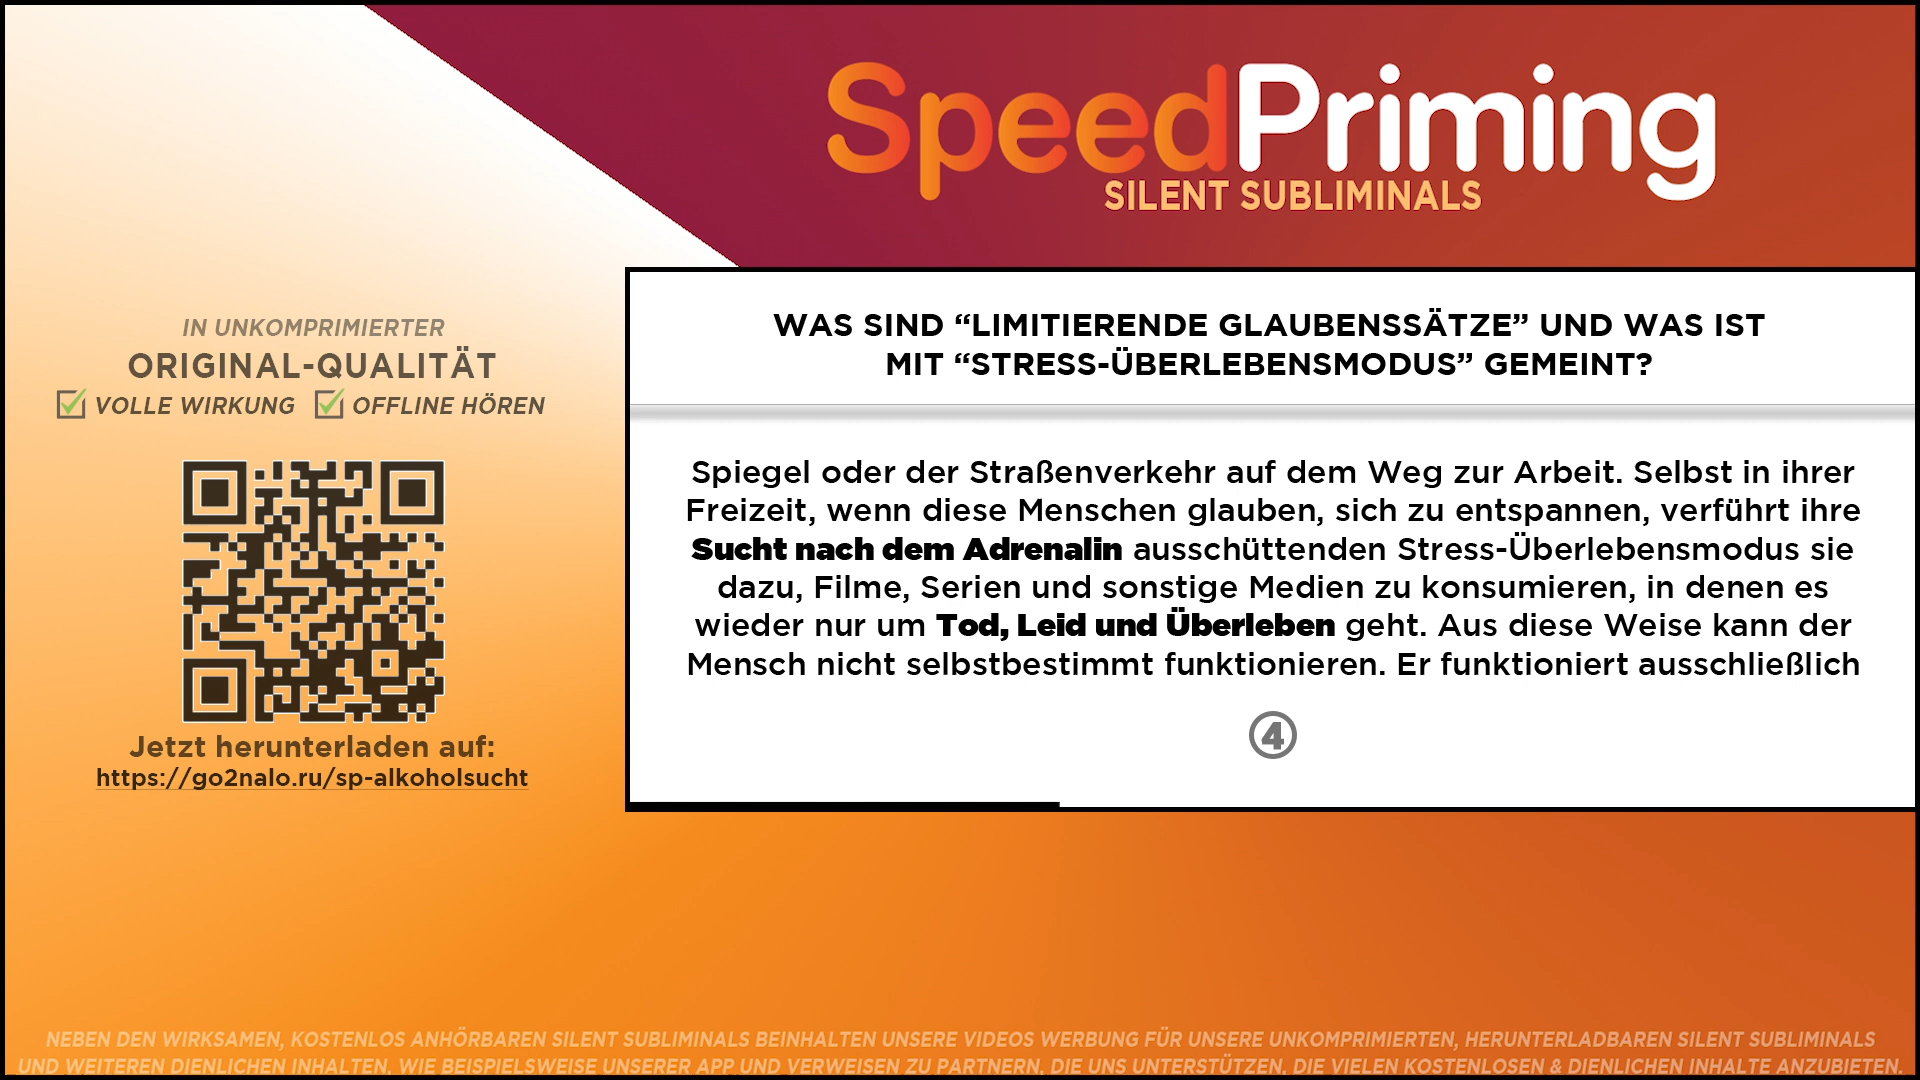 SpeedPriming
SILENT SUBLIMINALS
IN UNKOMPRIMIERTER
ORIGINAL-QUALITÄT
VOLLE WIRKUNG OFFLINE HÖREN
Jetzt herunterladen auf:
https://go2nalo.ru/sp-alkoholsucht
WAS SIND “LIMITIERENDE GLAUBENSSÄTZE” UND WAS IST
MIT “STRESS-ÜBERLEBENSMODUS” GEMEINT?
Spiegel oder der Straßenverkehr auf dem Weg zur Arbeit. Selbst in ihrer
Freizeit, wenn diese Menschen glauben, sich zu entspannen, verführt ihre
Sucht nach dem Adrenalin ausschüttenden Stress-Überlebensmodus sie
dazu, Filme, Serien und sonstige Medien zu konsumieren, in denen es
wieder nur um Tod, Leid und Überleben geht. Aus diese Weise kann der
Mensch nicht selbstbestimmt funktionieren. Er funktioniert ausschließlich
4
NEBEN DEN WIRKSAMEN, KOSTENLOS ANHÖRBAREN SILENT SUBLIMINALS BEINHALTEN UNSERE VIDEOS WERBUNG FÜR UNSERE UNKOMPRIMIERTEN, HERUNTERLADBAREN SILENT SUBLIMINALS
UND WEITEREN DIENLICHEN INHALTEN, WIE BEISPIELSWEISE UNSERER APP UND VERWEISEN ZU PARTNERN, DIE UNS UNTERSTÜTZEN, DIE VIELEN KOSTENLOSEN & DIENLICHEN INHALTE ANZUBIETEN.